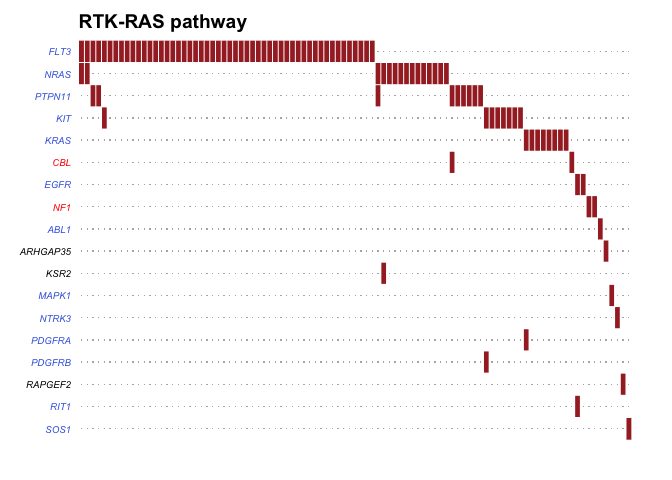 RTK-RAS pathway
FLT3
NRAS
PTPN11
KIT
KRAS
CBL
EGFR
NF1
ABL1
ARHGAP35
KSR2
MAPK1
NTRK3
PDGFRA
PDGFRB
RAPGEF2
RIT1
SOS1